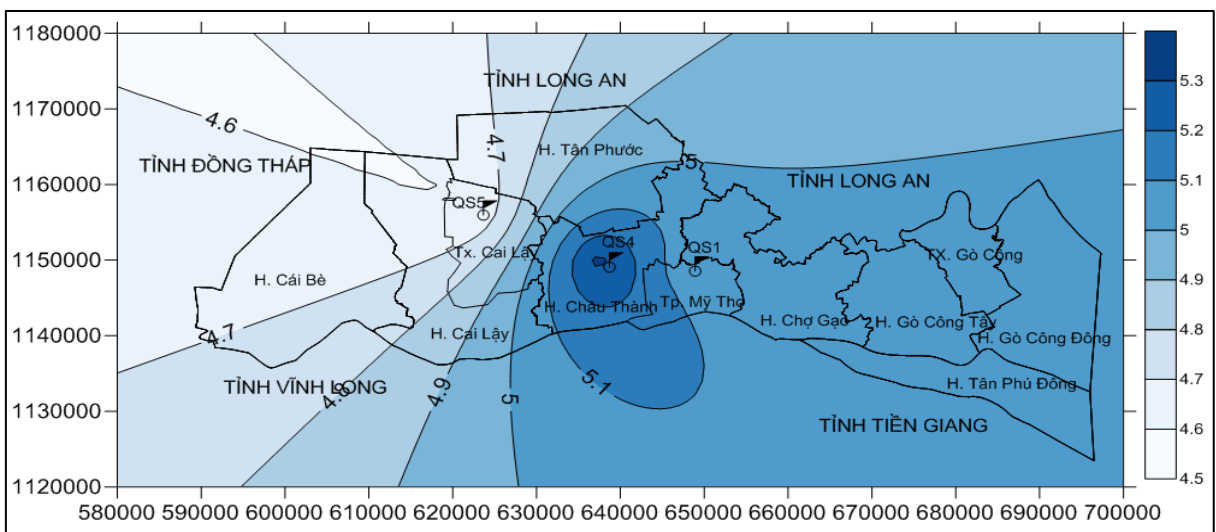 1180000
1170000
1160000
1150000
1140000
1130000
1120000
580000 590000 600000 610000 620000 630000 640000 650000 660000 670000 680000 690000 700000
TỈNH LONG AN
4.6
4.7
H. Tân Phước
TỈNH ĐỒNG THÁP
5
TỈNH LONG AN
QS5
QS4
QS1
Tx. Cai Lậ
TX. Gò Công
H. Cái Bè
H. Châu Thành
Tp. Mỹ Tho
H. Chợ Gạo
H. Gò Công Tây
H. Gò Công Đông
4.7
H. Cai Lậy
TỈNH VĨNH LONG
4.8
4.9
5
5.1
H. Tân Phú Đông
TỈNH TIỀN GIANG
5.3
5.2
5.1
5
4.9
4.8
4.7
4.6
4.5